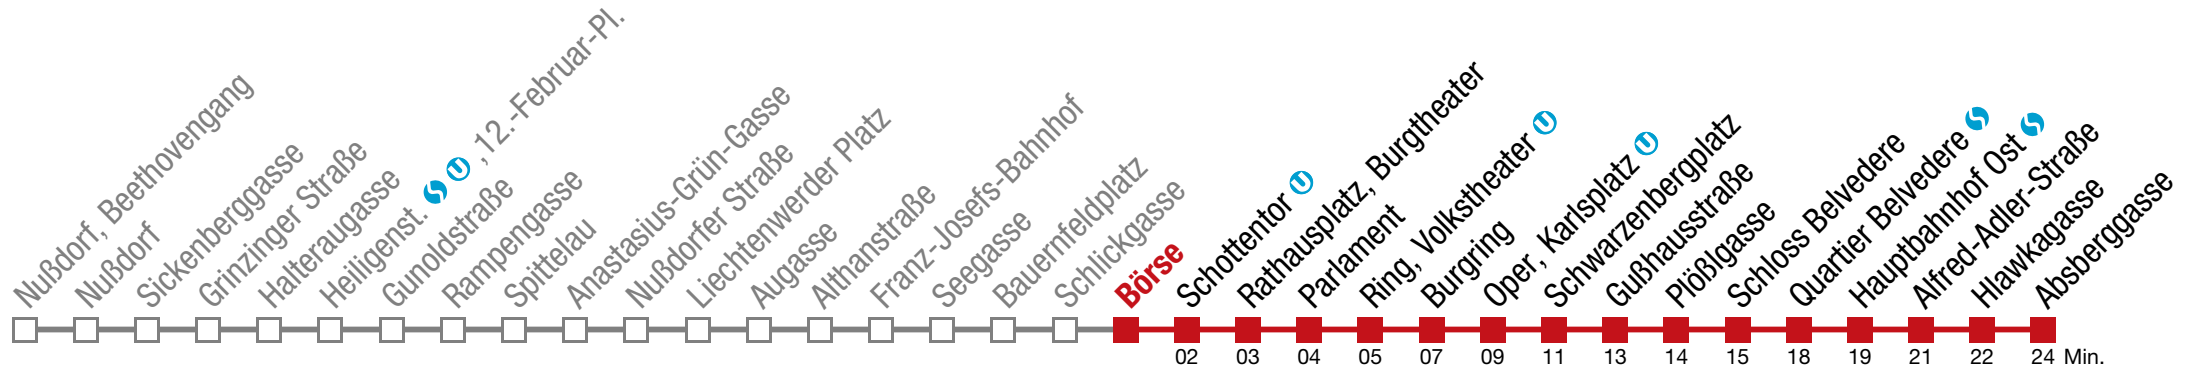 Nußdorf, Beethovengang
Nußdorf
Sickenberggasse
Grinzinger Straße
Halteraugasse
Heiligenst. S U , 12.-Februar-Pl.
Gunoldstraße
Rampengasse
Spittelau
Anastasius-Grün-Gasse
Nußdorfer Straße
Liechtenwerder Platz
Augasse
Althanstraße
Franz-Josefs-Bahnhof
Seegasse
Bauernfeldplatz
Schlickgasse
Börse
Schottentor U
Rathausplatz, Burgtheater
Parlament
Ring, Volkstheater U
Burgring
Oper, Karlsplatz U
Schwarzenbergplatz
Gußhausstraße
Plößlgasse
Schloss Belvedere
Quartier Belvedere S
Hauptbahnhof Ost S
Alfred-Adler-Straße
Hawkagasse
Absberggasse
02 03 04 05 07 09 11 13 14 15 18 19 21 22 24 Min.